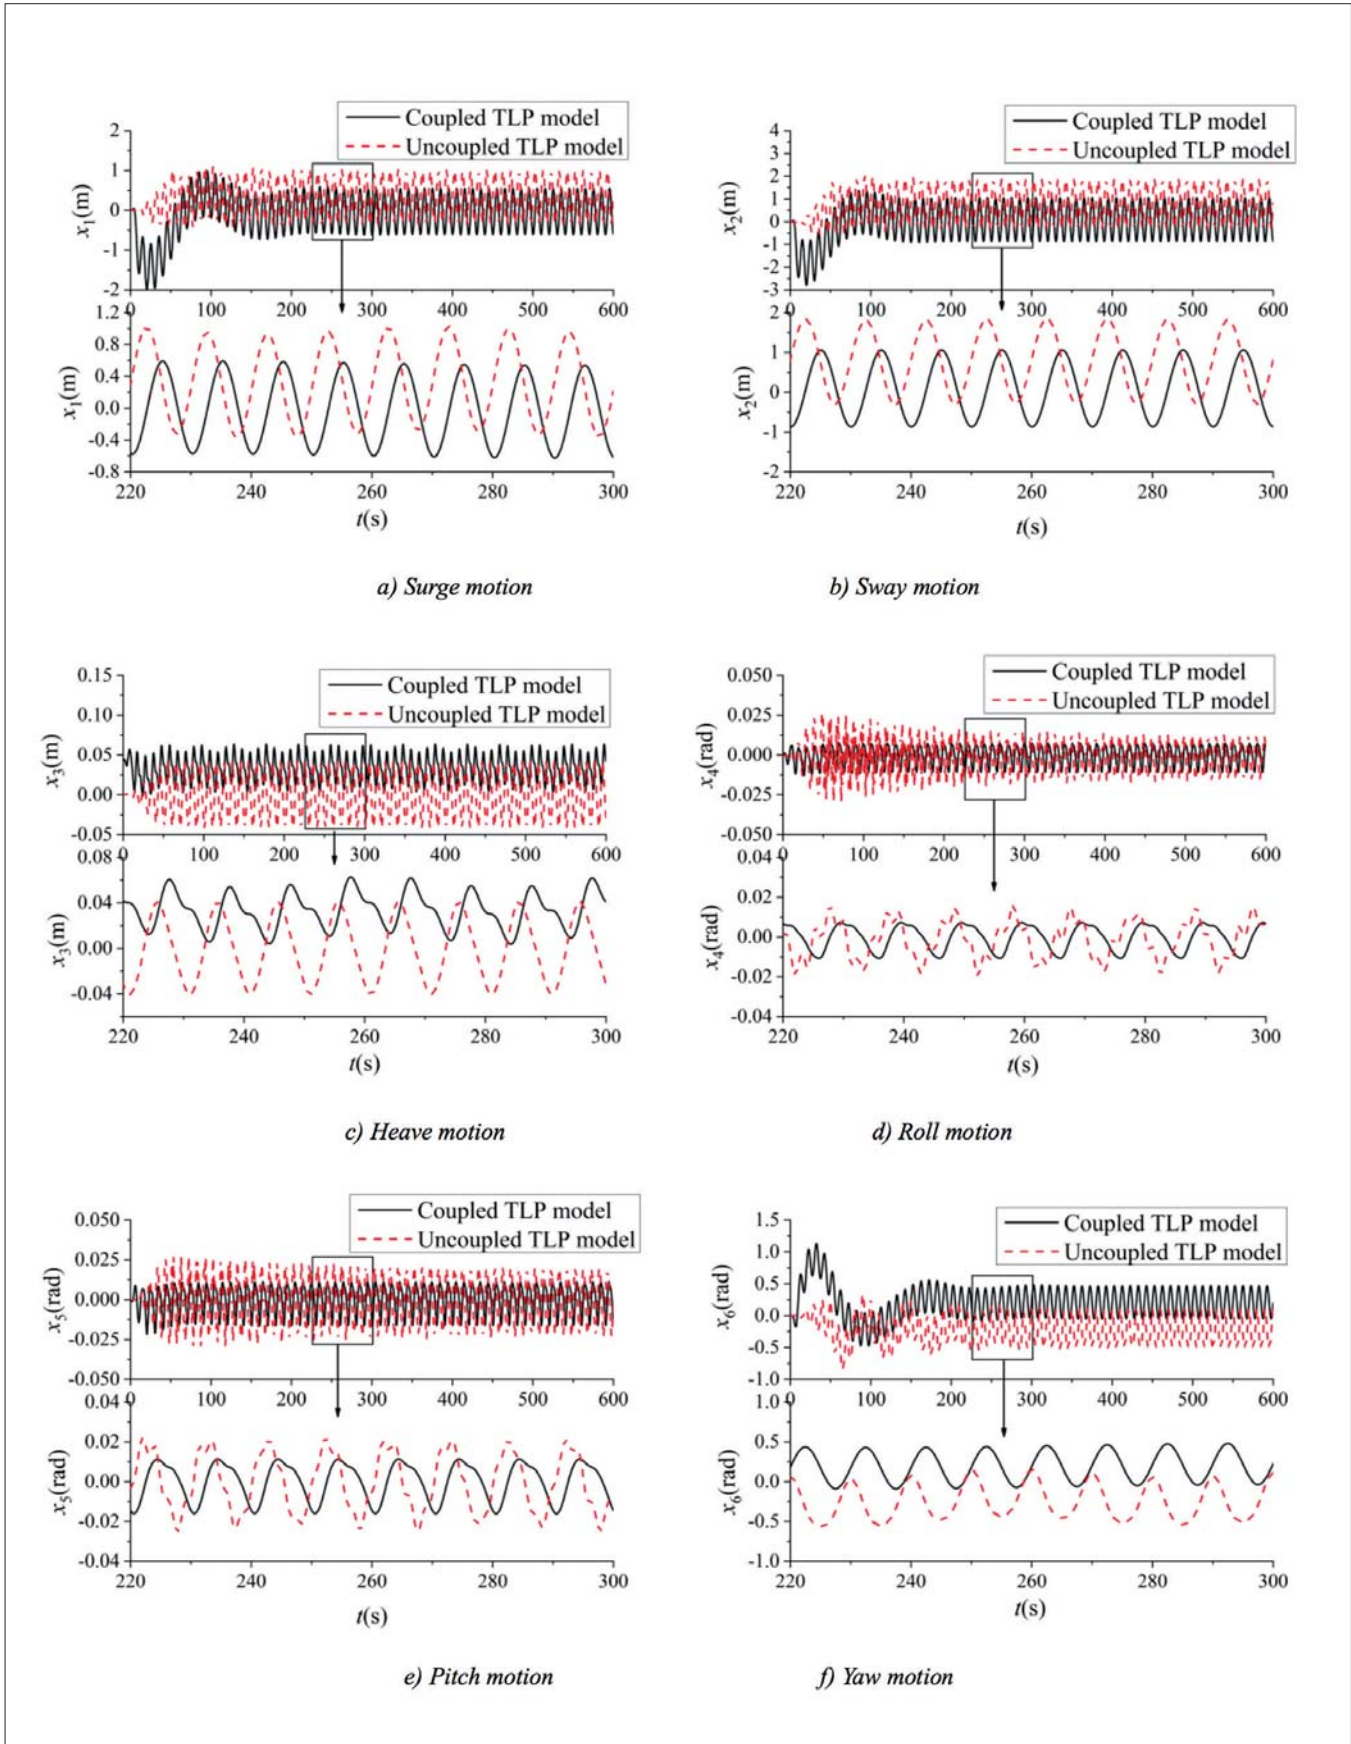 Coupled TLP model
Uncoupled TLP model
x1(m)
2
1
0
-1
-2
0 100 200 300 400 500 600
x1(m)
1.2
0.8
0.4
0.0
-0.4
-0.8
220 240 260 280 300
t(s)
a) Surge motion
Coupled TLP model
Uncoupled TLP model
x2(m)
4
3
2
1
0
-1
-2
-3
0 100 200 300 400 500 600
x2(m)
2
1
0
-1
-2
220 240 260 280 300
t(s)
b) Sway motion
Coupled TLP model
Uncoupled TLP model
x3(m)
0.15
0.10
0.05
0.00
-0.05
0 100 200 300 400 500 600
x3(m)
0.08
0.04
0.00
-0.04
220 240 260 280 300
t(s)
c) Heave motion
Coupled TLP model
Uncoupled TLP model
x4(rad)
0.050
0.025
0.000
-0.025
-0.050
0 100 200 300 400 500 600
x4(rad)
0.04
0.02
0.00
-0.02
-0.04
220 240 260 280 300
t(s)
d) Roll motion
Coupled TLP model
Uncoupled TLP model
x5(rad)
0.050
0.025
0.000
-0.025
-0.050
0 100 200 300 400 500 600
x5(rad)
0.04
0.02
0.00
-0.02
-0.04
220 240 260 280 300
t(s)
e) Pitch motion
Coupled TLP model
Uncoupled TLP model
x6(rad)
1.5
1.0
0.5
0.0
-0.5
-1.0
0 100 200 300 400 500 600
x6(rad)
1.0
0.5
0.0
-0.5
-1.0
220 240 260 280 300
t(s)
f) Yaw motion